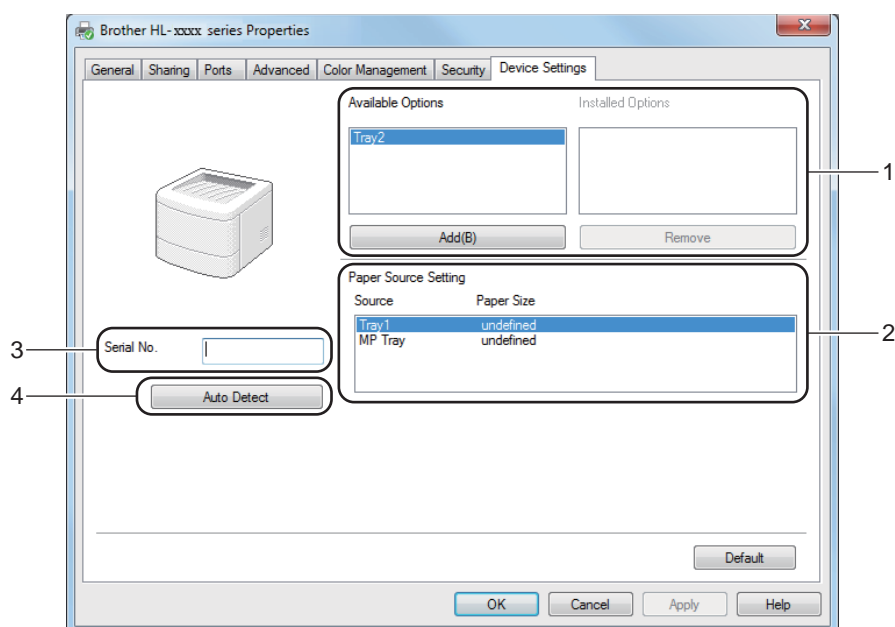 Brother HL-xxxx series Properties
General Sharing Ports Advanced Color Management Security Device Settings
Available Options Installed Options
Tray2
1
Add(B) Remove
Paper Source Setting
Source Paper Size
Tray1 undefined
MP Tray undefined
2
3 Serial No.
4 Auto Detect
Default
OK Cancel Apply Help